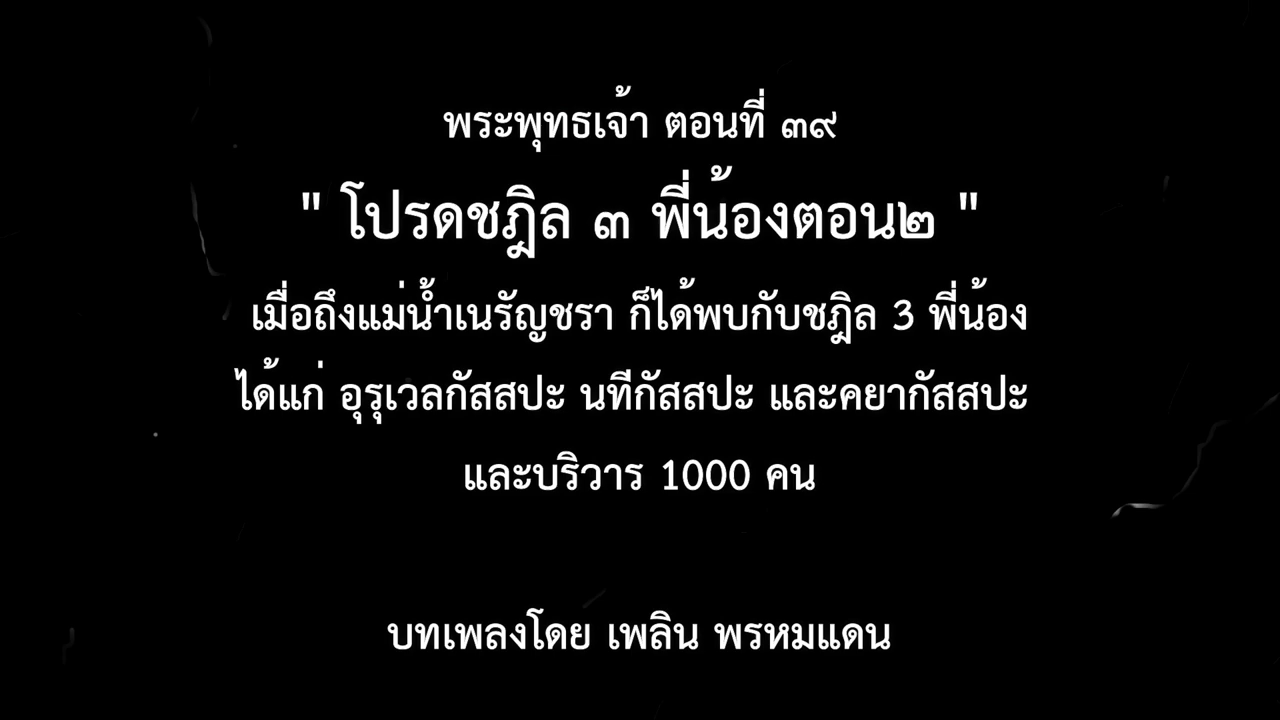 พระพุทธเจ้า ตอนที่ ๓๙
" โปรดชฎิล ๓ พี่น้องตอน๒ "
เมื่อถึงแม่น้ำเนรัญชรา ก็ได้พบกับชฎิล 3 พี่น้อง
ได้แก่ อุรุเวลกัสสปะ นทีกัสสปะ และคยากัสสปะ
และบริวาร 1000 คน
บทเพลงโดย เพลิน พรหมแดน